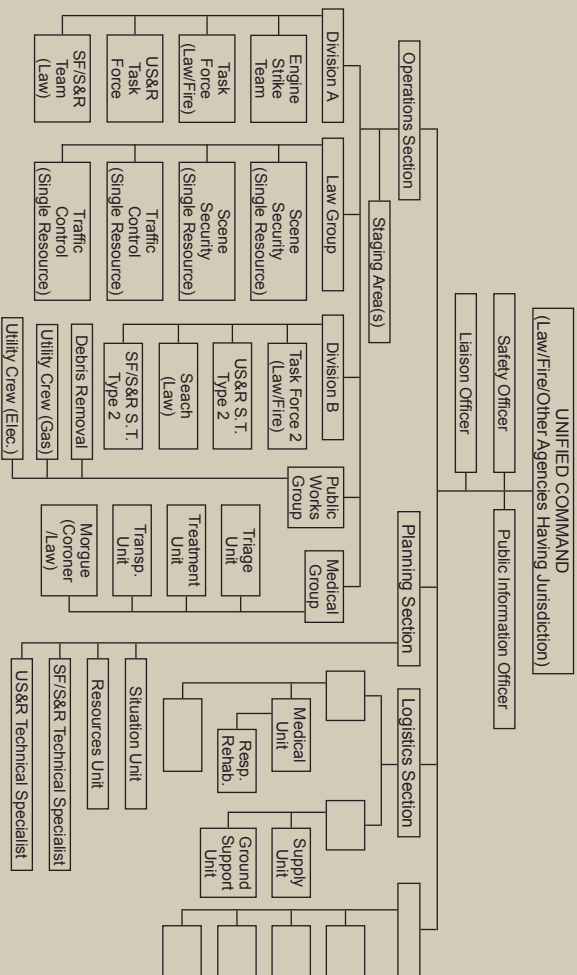 UNIFIED COMMAND
(Law/Fire/Other Agencies Having Jurisdiction)
Safety Officer
Public Information Officer
Liaison Officer
Operations Section
Planning Section
Logistics Section
Staging Area(s)
Division A
Engine
Strike
Team
Task
Force
(Law/Fire)
US&R
Task
Force
SF/S&R
Team
(Law)
Law Group
Scene
Security
(Single Resource)
Scene
Security
(Single Resource)
Traffic
Control
(Single Resource)
Traffic
Control
(Single Resource)
Division B
Task Force 2
(Law/Fire)
US&R S.T.
Type 2
Seach
(Law)
SF/S&R S.T.
Type 2
Public
Works
Group
Debris Removal
Utility Crew (Gas)
Utility Crew (Elec.)
Medical
Group
Triage
Unit
Treatment
Unit
Transp.
Unit
Morgue
(Coroner
/Law)
Situation Unit
Resources Unit
SF/S&R Technical Specialist
US&R Technical Specialist
Medical
Unit
Resp.
Rehab.
Supply
Unit
Ground
Support
Unit